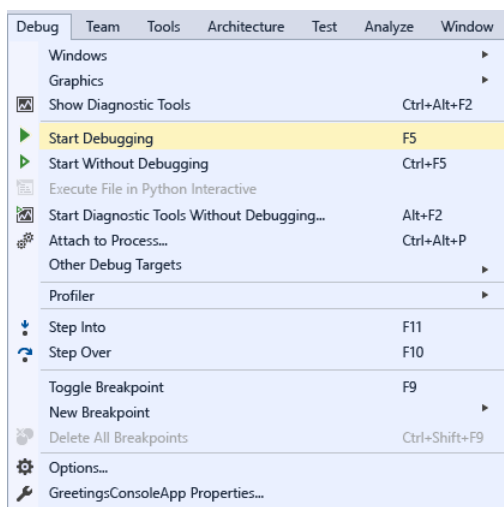 Debug Team Tools Architecture Test Analyze Window
Windows
Graphics
Show Diagnostic Tools Ctrl+Alt+F2
Start Debugging F5
Start Without Debugging Ctrl+F5
Execute File in Python Interactive
Start Diagnostic Tools Without Debugging... Alt+F2
Attach to Process... Ctrl+Alt+P
Other Debug Targets
Profiler
Step Into F11
Step Over F10
Toggle Breakpoint F9
New Breakpoint
Delete All Breakpoints Ctrl+Shift+F9
Options...
GreetingsConsoleApp Properties...